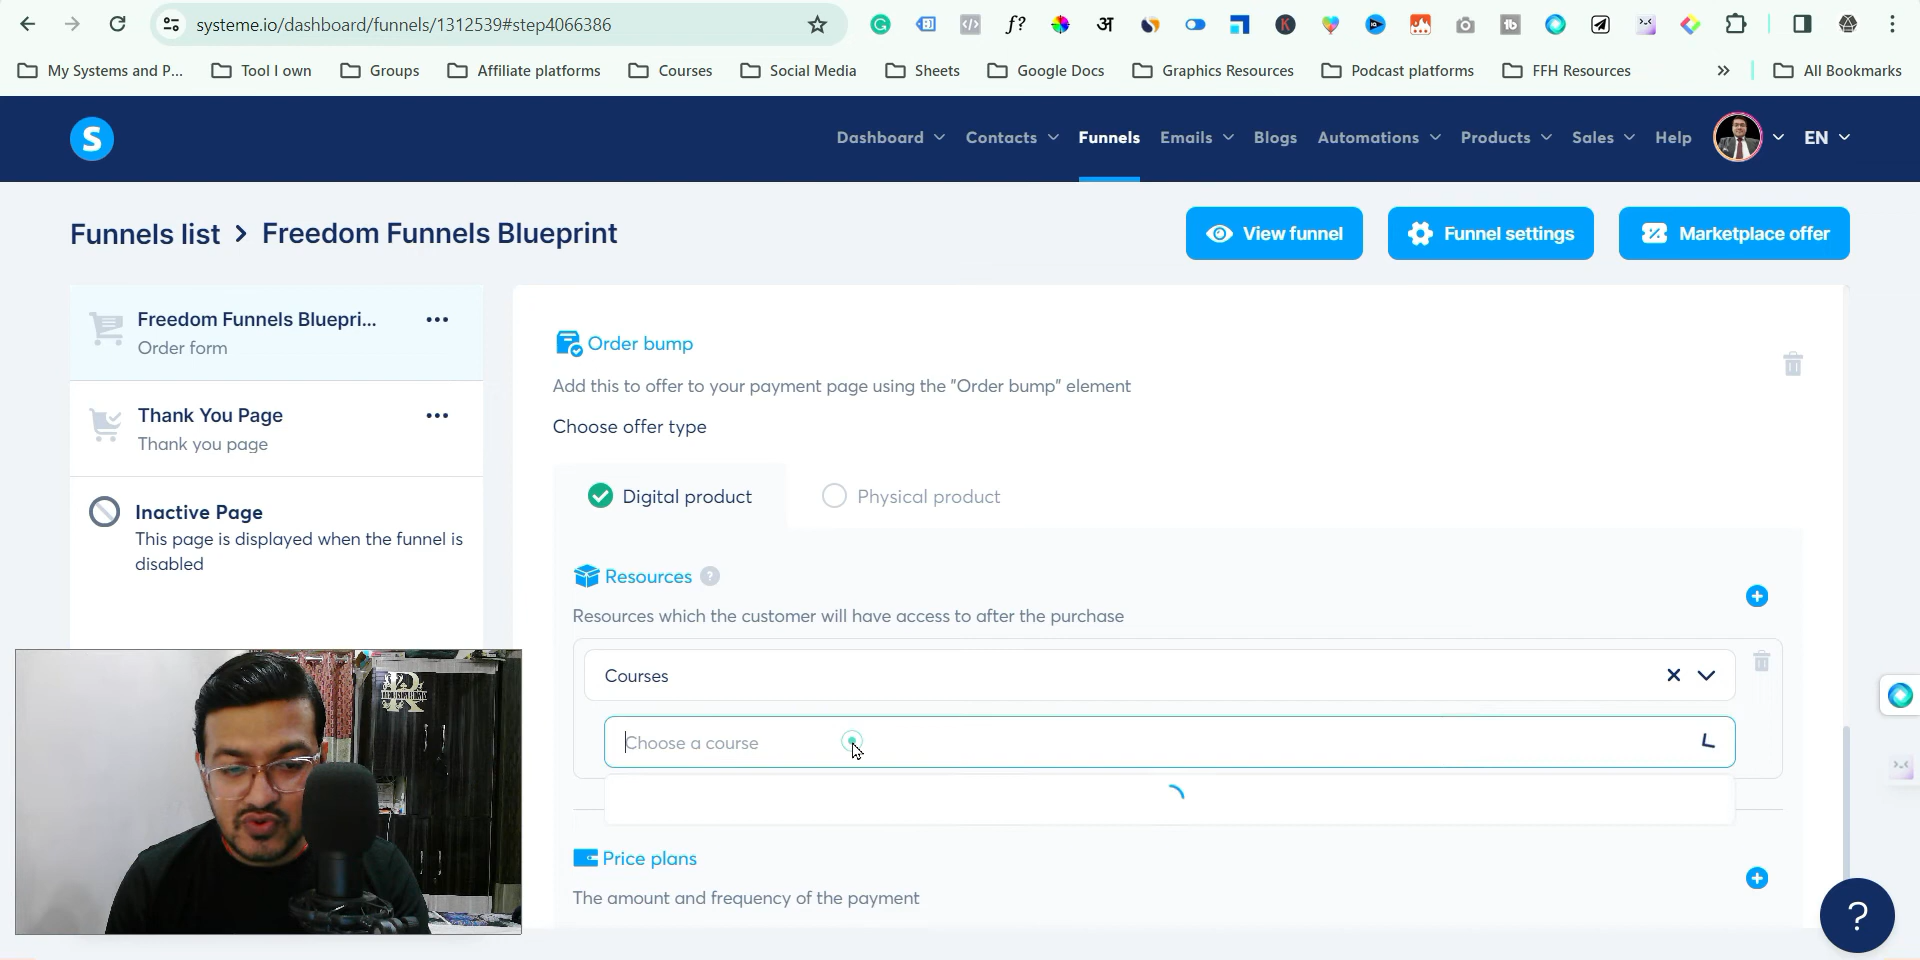 systeme.io/dashboard/funnels/1312539#step4066386
My Systems and P...
Tool I own
Groups
Affiliate platforms
Courses
Social Media
Sheets
Google Docs
Graphics Resources
Podcast platforms
FFH Resources
»
All Bookmarks
S
Dashboard
Contacts
Funnels
Emails
Blogs
Automations
Products
Sales
Help
EN
Funnels list > Freedom Funnels Blueprint
View funnel
Funnel settings
Marketplace offer
Freedom Funnels Bluepri...
Order form
Thank You Page
Thank you page
Inactive Page
This page is displayed when the funnel is
disabled
Order bump
Add this to offer to your payment page using the "Order bump" element
Choose offer type
Digital product
Physical product
Resources ?
Resources which the customer will have access to after the purchase
Courses
Choose a course
Price plans
The amount and frequency of the payment
?